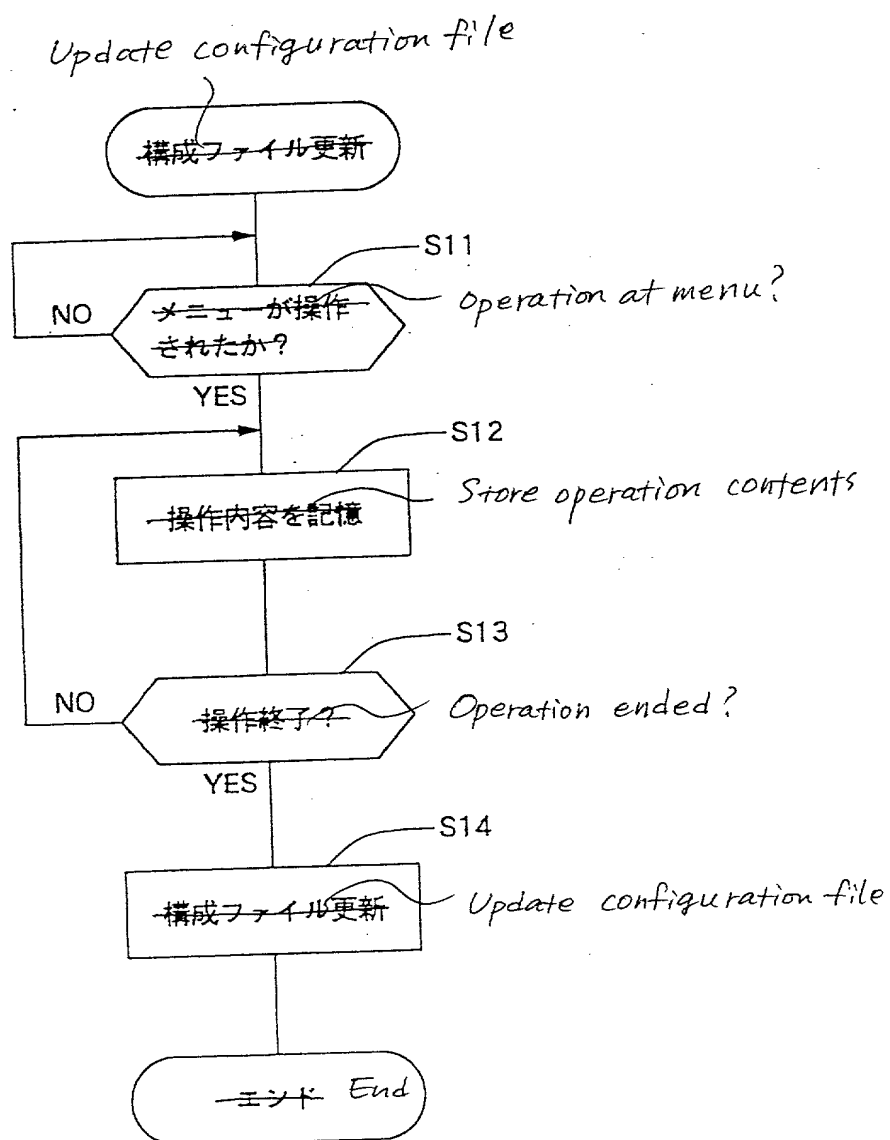 Update configuration file
構成ファイル更新
S11
メニューが操作
されたか？
Operation at menu?
NO
YES
S12
操作内容を記憶
Store operation contents
S13
NO
操作終了？
Operation ended?
YES
S14
構成ファイル更新
Update configuration file
エンド End